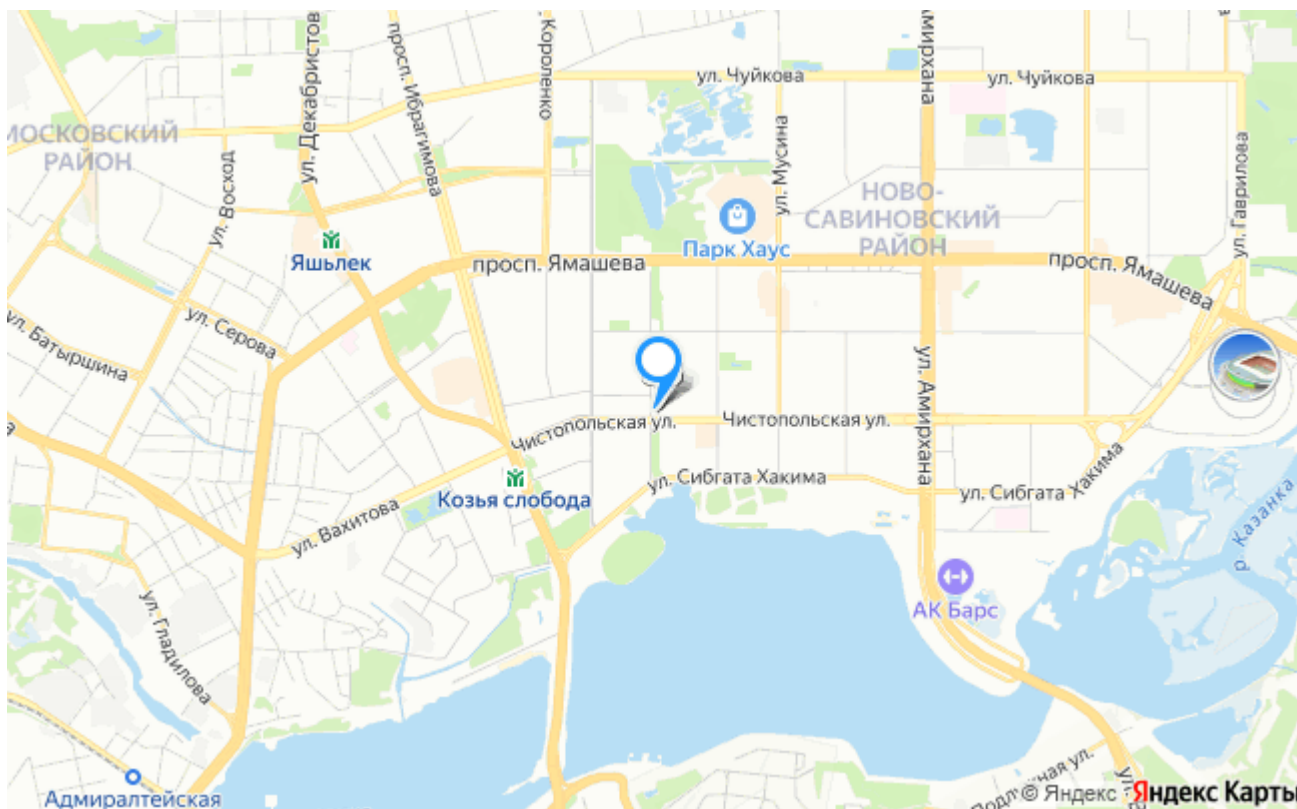 ул. Декабристов
просп. Ибрагимова
Короленко
ул. Чуйкова
Амирхана
ул. Чуйкова
МОСКОВСКИЙ
РАЙОН
ул. Восход
ул. Мусина
ул. Гаврилова
НОВО-
САВИНОВСКИЙ
РАЙОН
Яшьлек
просп. Ямашева
Парк Хаус
просп. Ямашева
ул. Батыршина
ул. Серова
ул. Амирхана
Чистопольская ул.
Чистопольская ул.
Козья слобода
ул. Сибгата Хакима
ул. Сибгата Хакима
ул. Вахитова
р. Казанка
АК Барс
ул. Гладилова
Адмиралтейская
© Яндекс Яндекс Карты